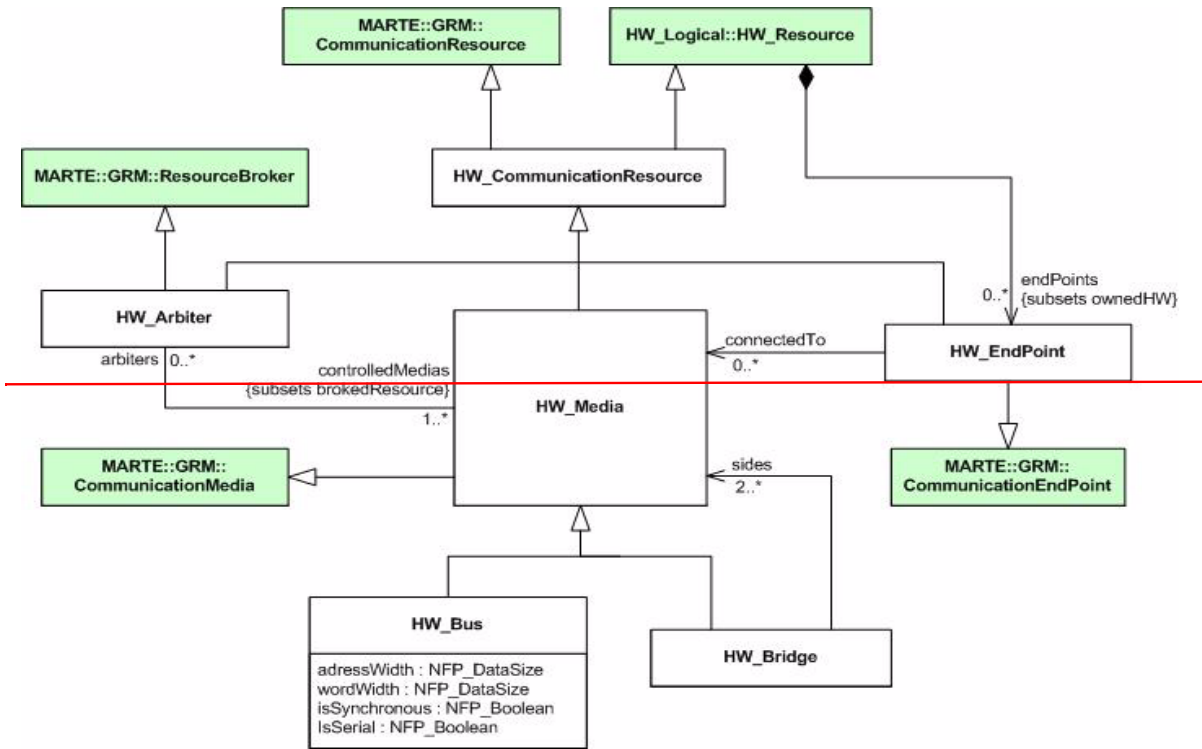 MARTE::GRM::
CommunicationResource
HW_Logical::HW_Resource
MARTE::GRM::ResourceBroker
HW_CommunicationResource
HW_Arbiter
endPoints
0..*
{subsets ownedHW}
HW_EndPoint
arbiters
0..*
controlledMedias
{subsets brokedResource}
1..*
connectedTo
0..*
HW_Media
MARTE::GRM::
CommunicationMedia
sides
2..*
MARTE::GRM::
CommunicationEndPoint
HW_Bus
adressWidth : NFP_DataSize
wordWidth : NFP_DataSize
isSynchronous : NFP_Boolean
IsSerial : NFP_Boolean
HW_Bridge